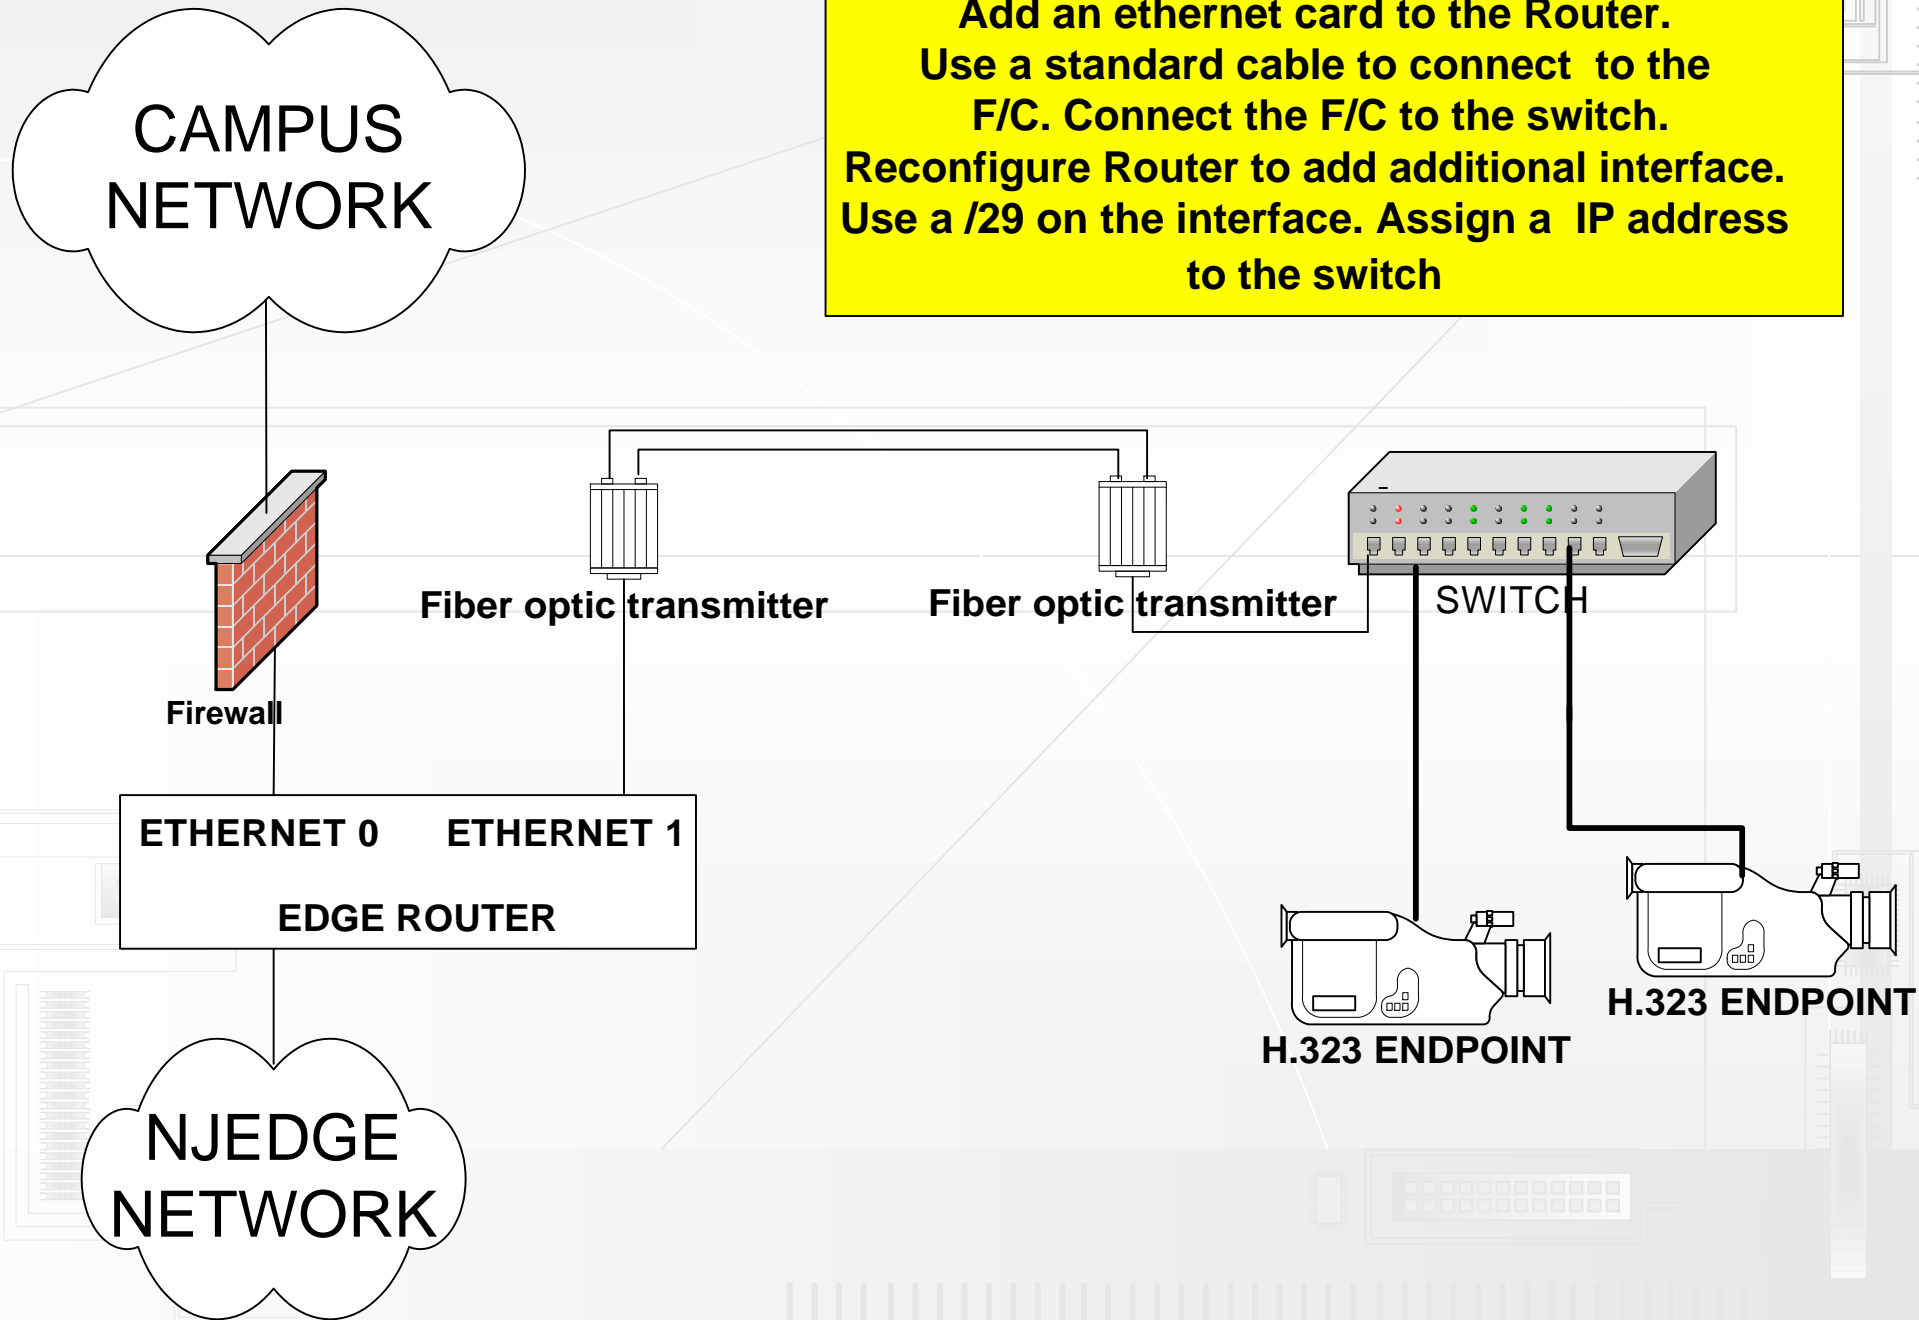 Add an ethernet card to the Router.
Use a standard cable to connect to the
F/C. Connect the F/C to the switch.
Reconfigure Router to add additional interface.
Use a /29 on the interface. Assign a IP address
to the switch
CAMPUS
NETWORK
Fiber optic transmitter
Fiber optic transmitter
SWITCH
Firewall
ETHERNET 0
ETHERNET 1
EDGE ROUTER
H.323 ENDPOINT
H.323 ENDPOINT
NJEDGE
NETWORK